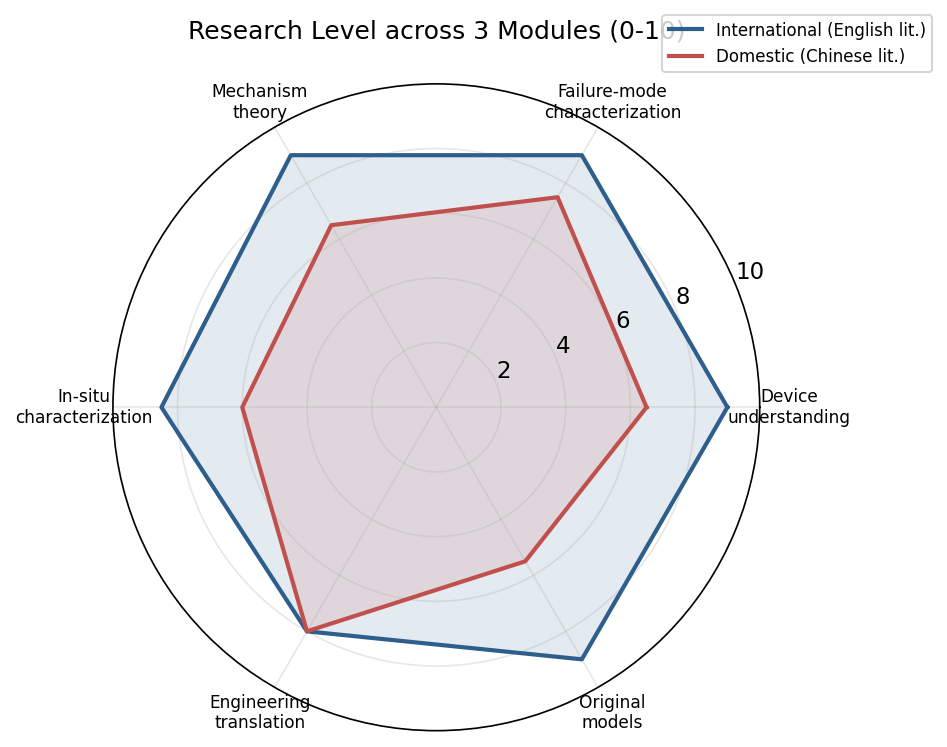 Research Level across 3 Modules (0-10)
International (English lit.)
Domestic (Chinese lit.)
Mechanism
theory
Failure-mode
characterization
10
8
6
4
2
In-situ
characterization
Device
understanding
Engineering
translation
Original
models